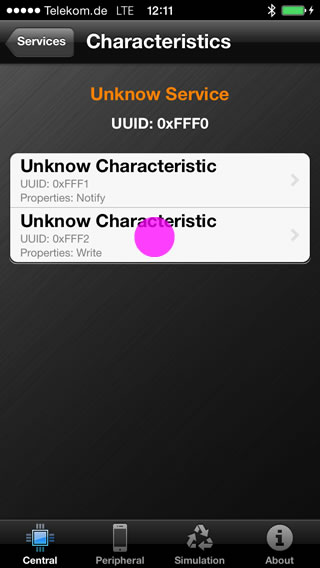 Telekom.de LTE 12:11
Services
Characteristics
Unknow Service
UUID: 0xFFF0
Unknow Characteristic
UUID: 0xFFF1
Properties: Notify
Unknow Characteristic
UUID: 0xFFF2
Properties: Write
Central Peripheral Simulation About